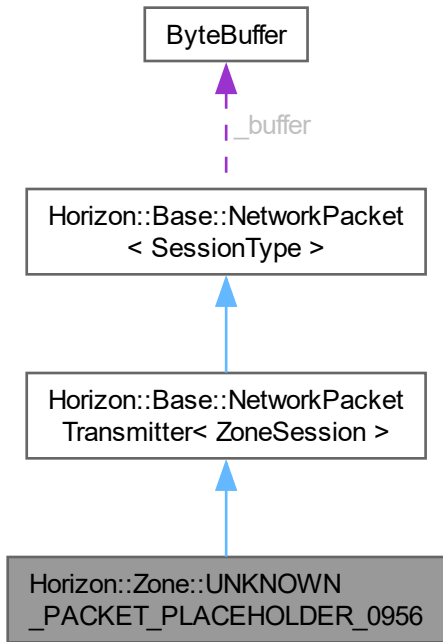 ByteBuffer
_buffer
Horizon::Base::NetworkPacket
< SessionType >
Horizon::Base::NetworkPacket
Transmitter< ZoneSession >
Horizon::Zone::UNKNOWN
_PACKET_PLACEHOLDER_0956